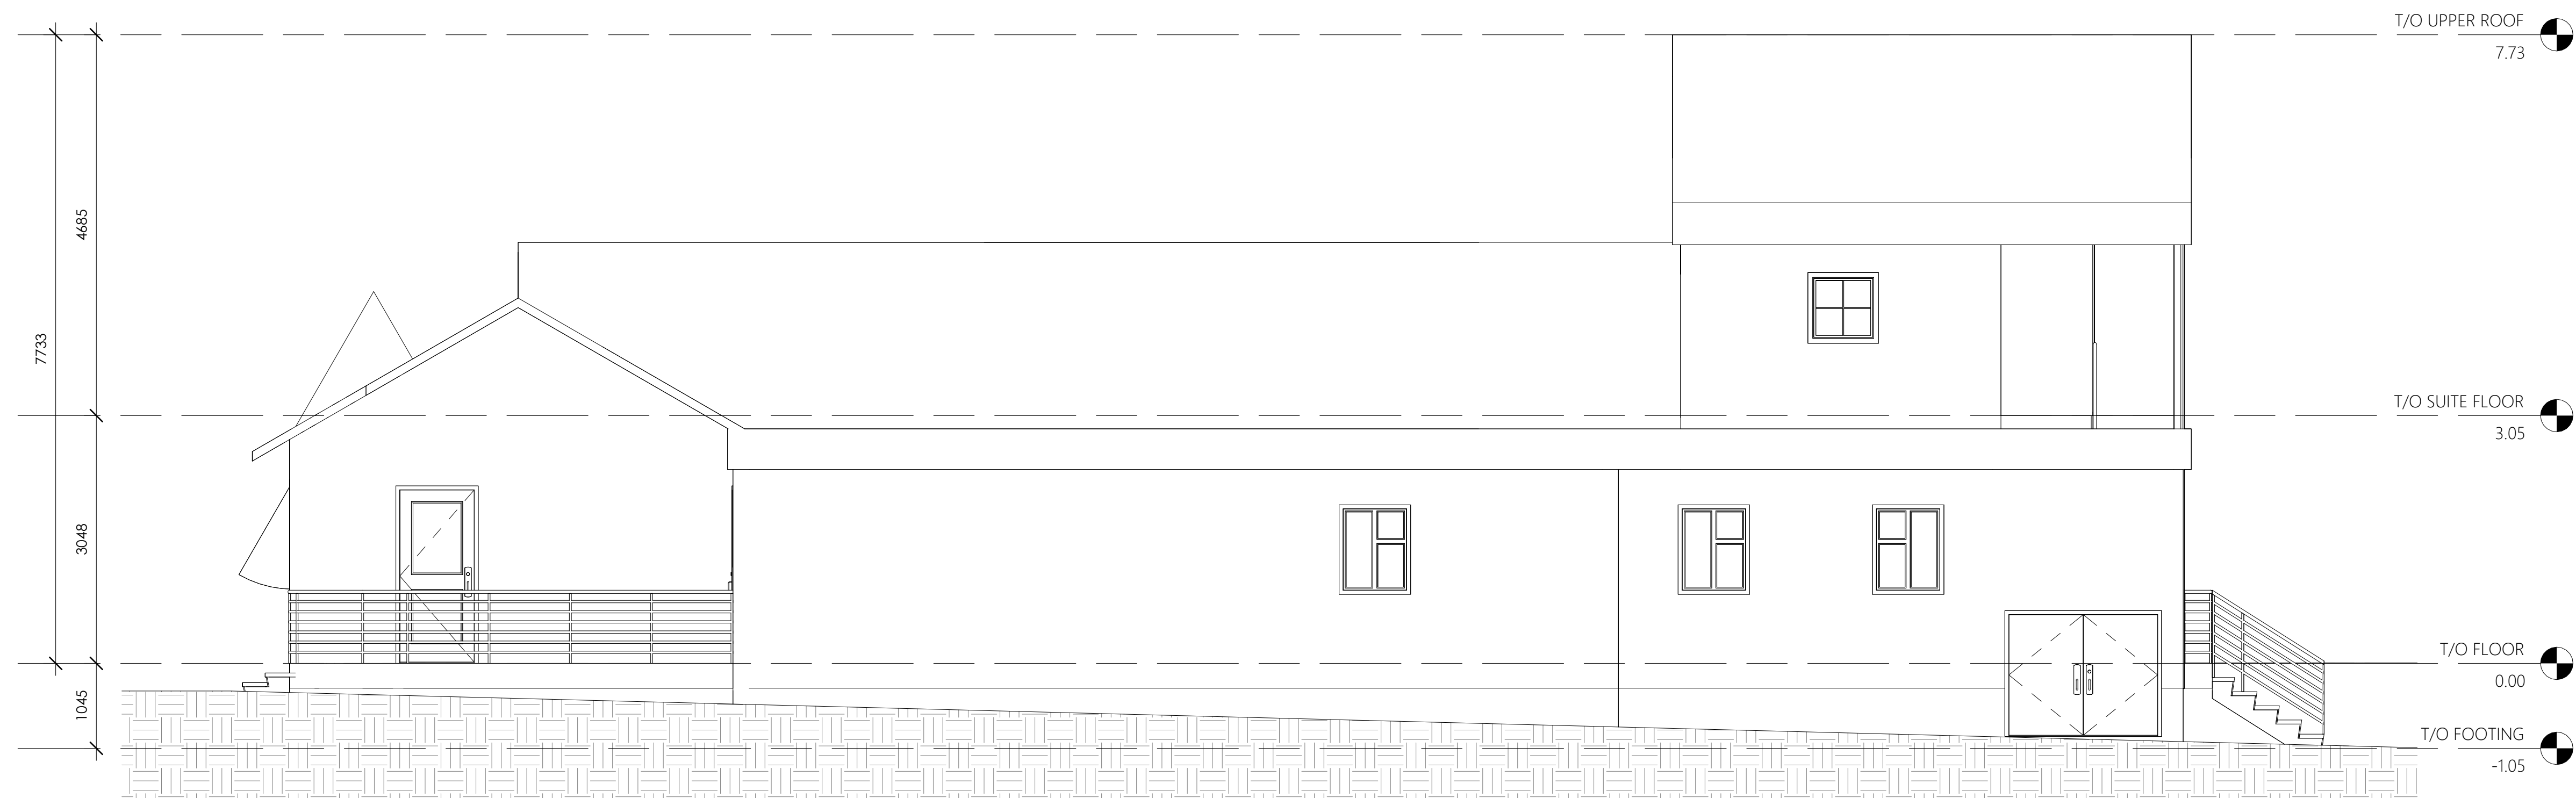 T/O UPPER ROOF
7.73
4685
7733
T/O SUITE FLOOR
3.05
3048
T/O FLOOR
0.00
1045
T/O FOOTING
-1.05